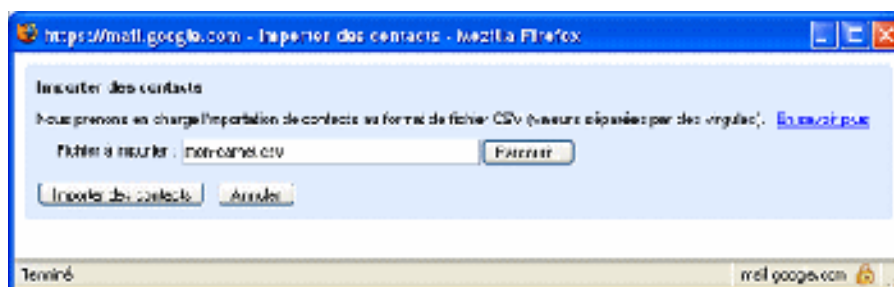 https://mail.google.com - Importer des contacts - Mozilla Firefox
Importer des contacts
Nous prenons en charge l'importation de contacts au format de fichier CSV (valeurs séparées par des virgules). En savoir plus
Fichier à importer : mon-carnet.csv Parcourir
Importer des contacts Annuler
Terminé mail.google.com